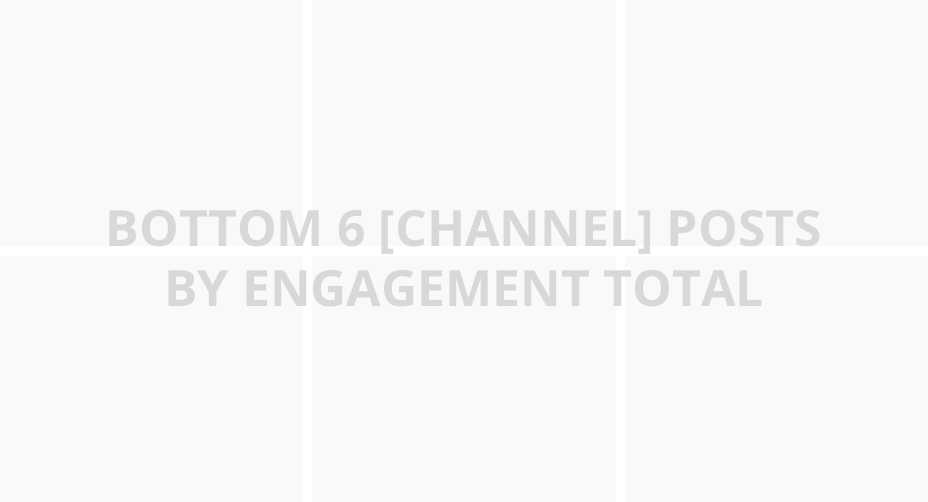 BOTTOM 6 [CHANNEL] POSTS
BY ENGAGEMENT TOTAL